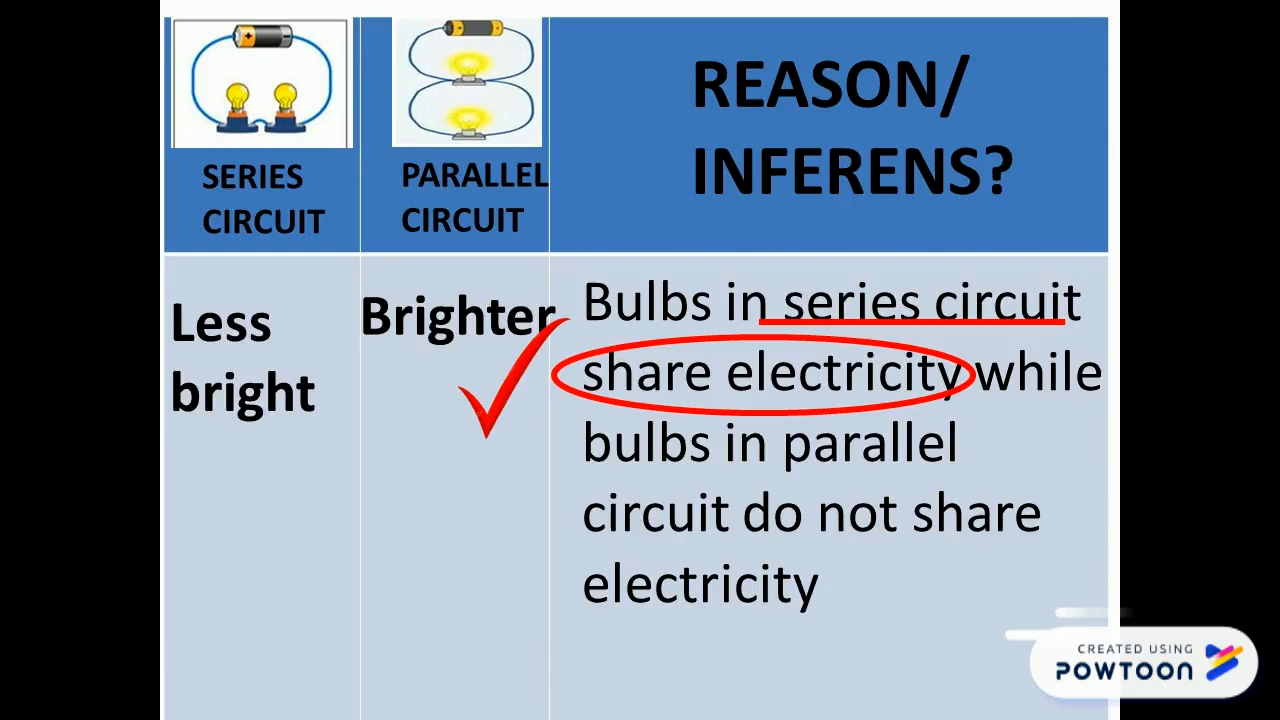 SERIES
CIRCUIT
PARALLEL
CIRCUIT
REASON/
INFERENS?
Less
bright
Brighter
Bulbs in series circuit
share electricity while
bulbs in parallel
circuit do not share
electricity
CREATED USING
POWTOON